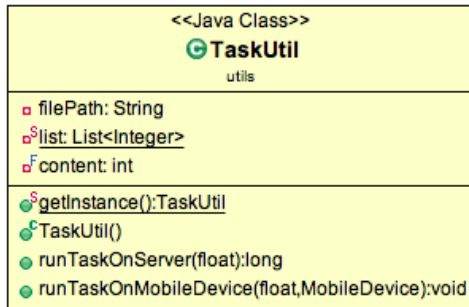 <<Java Class>>
C TaskUtil
utils
filePath: String
S list: List<Integer>
F content: int
S getInstance():TaskUtil
C TaskUtil()
runTaskOnServer(float):long
runTaskOnMobileDevice(float,MobileDevice):void